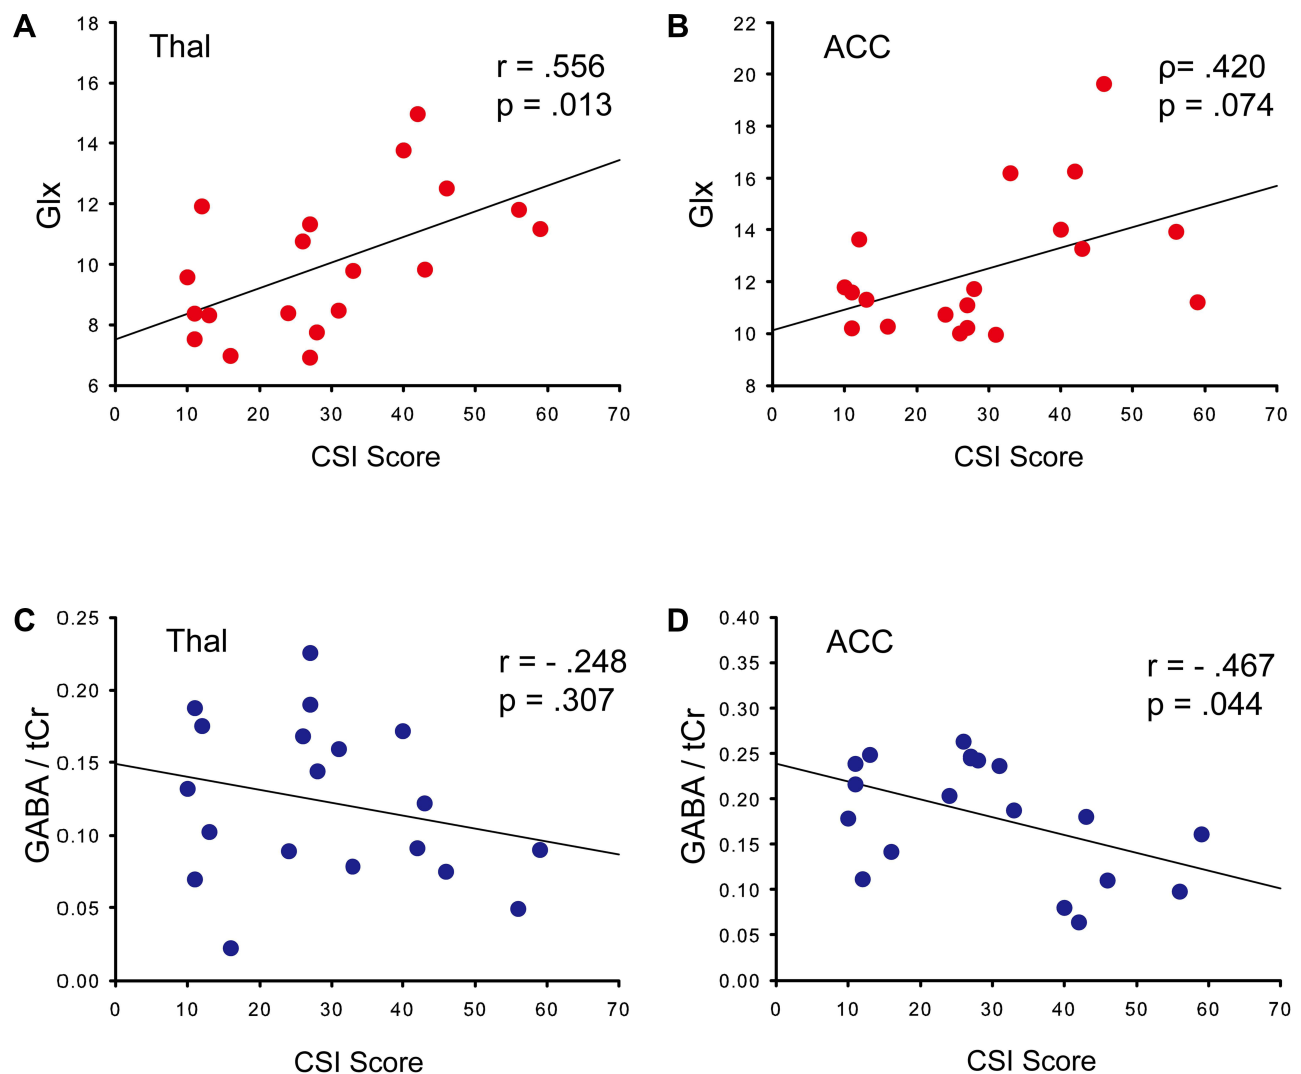 A
Thal
r = .556
p = .013
Glx
18
16
14
12
10
8
6
0 10 20 30 40 50 60 70
CSI Score
B
ACC
ρ= .420
p = .074
Glx
22
20
18
16
14
12
10
8
0 10 20 30 40 50 60 70
CSI Score
C
Thal
r = - .248
p = .307
GABA / tCr
0.25
0.20
0.15
0.10
0.05
0.00
0 10 20 30 40 50 60 70
CSI Score
D
ACC
r = - .467
p = .044
GABA / tCr
0.40
0.35
0.30
0.25
0.20
0.15
0.10
0.05
0.00
0 10 20 30 40 50 60 70
CSI Score